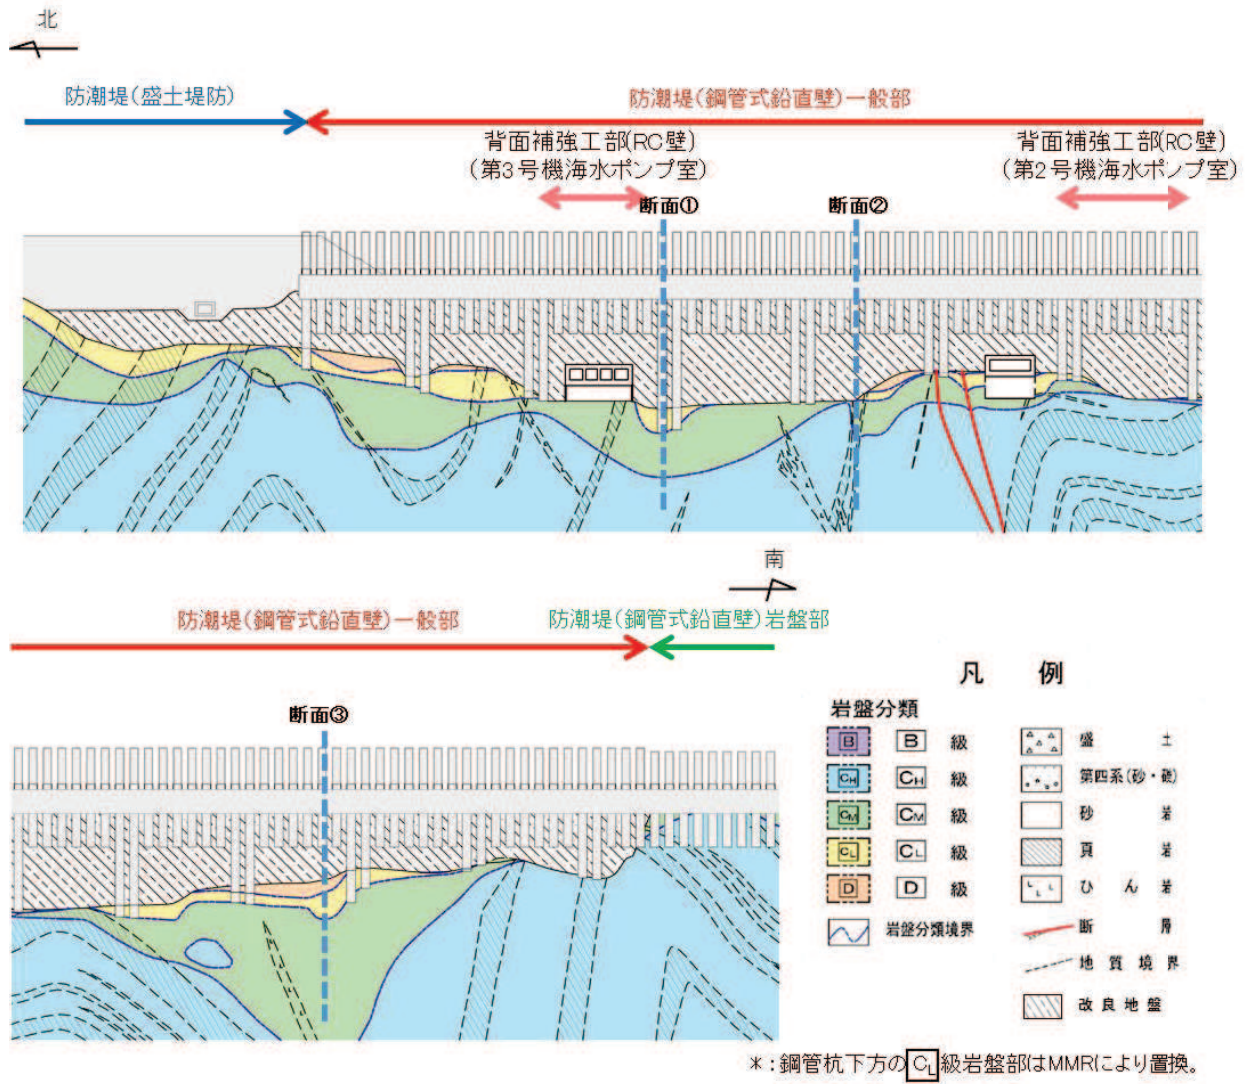 北
防潮堤(盛土堤防)
防潮堤(鋼管式鉛直壁)一般部
背面補強工部(RC壁)
(第3号機海水ポンプ室)
背面補強工部(RC壁)
(第2号機海水ポンプ室)
断面①
断面②
南
防潮堤(鋼管式鉛直壁)一般部
防潮堤(鋼管式鉛直壁)岩盤部
断面③
凡 例
岩盤分類
B B 級
CH CH 級
CM CM 級
CL CL 級
D D 級
岩盤分類境界
盛 土
第四系(砂・礫)
砂 岩
頁 岩
ひ ん 岩
断 層
地 質 境 界
改 良 地 盤
*:鋼管杭下方のCL級岩盤部はMMRにより置換。